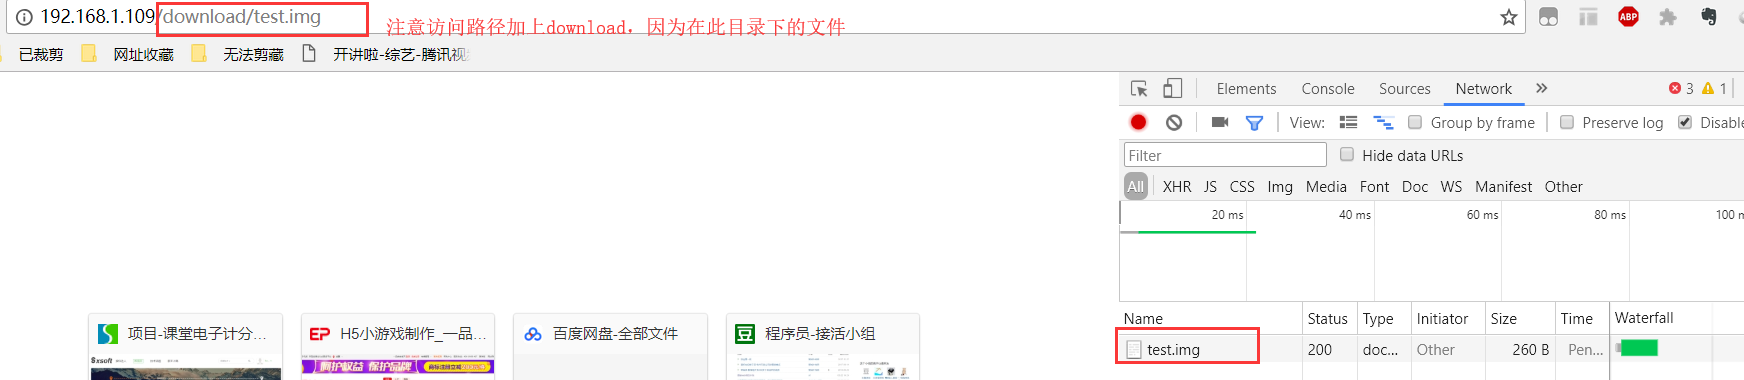 192.168.1.109/download/test.img
注意访问路径加上download，因为在此目录下的文件
ABP
已裁剪 网址收藏 无法剪藏 开讲啦-综艺-腾讯视
Elements Console Sources Network 3 1
View: Group by frame Preserve log Disable
Filter Hide data URLs
All XHR JS CSS Img Media Font Doc WS Manifest Other
20 ms 40 ms 60 ms 80 ms 100 m
Name Status Type Initiator Size Time Waterfall
test.img 200 doc... Other 260 B Pen...
项目-课堂电子计分... H5小游戏制作_一品... 百度网盘-全部文件 程序员-接活小组
EP 豆
Sxsoft